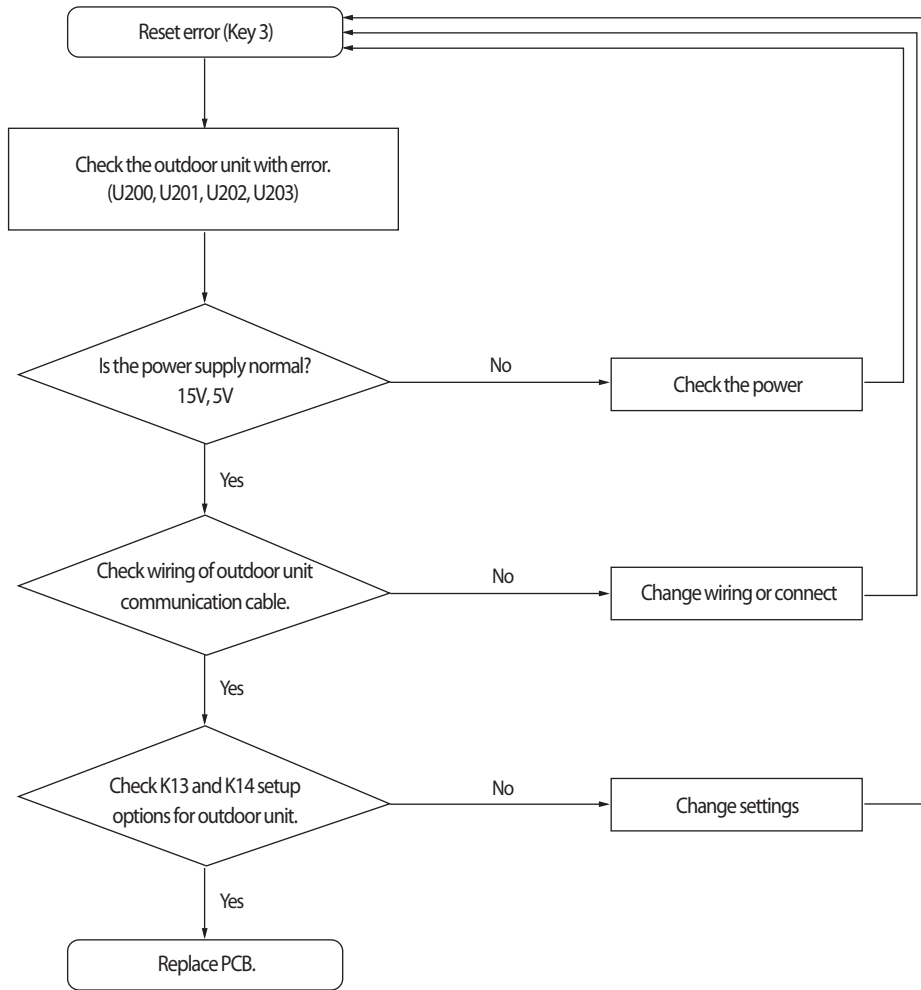 Reset error (Key 3)
Check the outdoor unit with error.
(U200, U201, U202, U203)
Is the power supply normal?
15V, 5V
No
Check the power
Yes
Check wiring of outdoor unit
communication cable.
No
Change wiring or connect
Yes
Check K13 and K14 setup
options for outdoor unit.
No
Change settings
Yes
Replace PCB.